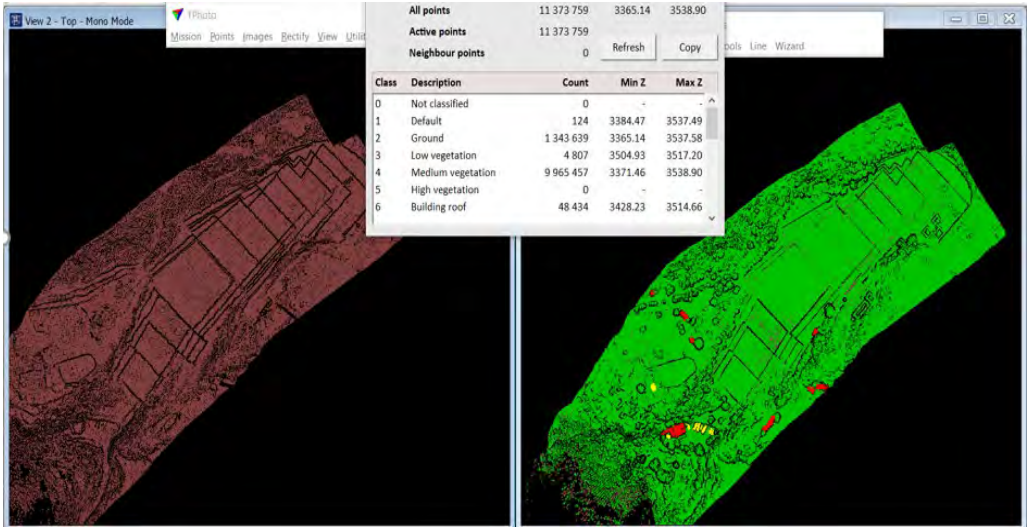 View 2 - Top - Mono Mode
TPhoto
Mission Points Images Rectify View
All points 11 373 759 3365.14 3538.90
Active points 11 373 759
Neighbour points 0 Refresh Copy
Line Wizard
Class Description Count Min Z Max Z
0 Not classified 0 - -
1 Default 124 3384.47 3537.49
2 Ground 1 343 639 3365.14 3537.58
3 Low vegetation 4 807 3504.93 3517.20
4 Medium vegetation 9 965 457 3371.46 3538.90
5 High vegetation 0 - -
6 Building roof 48 434 3428.23 3514.66